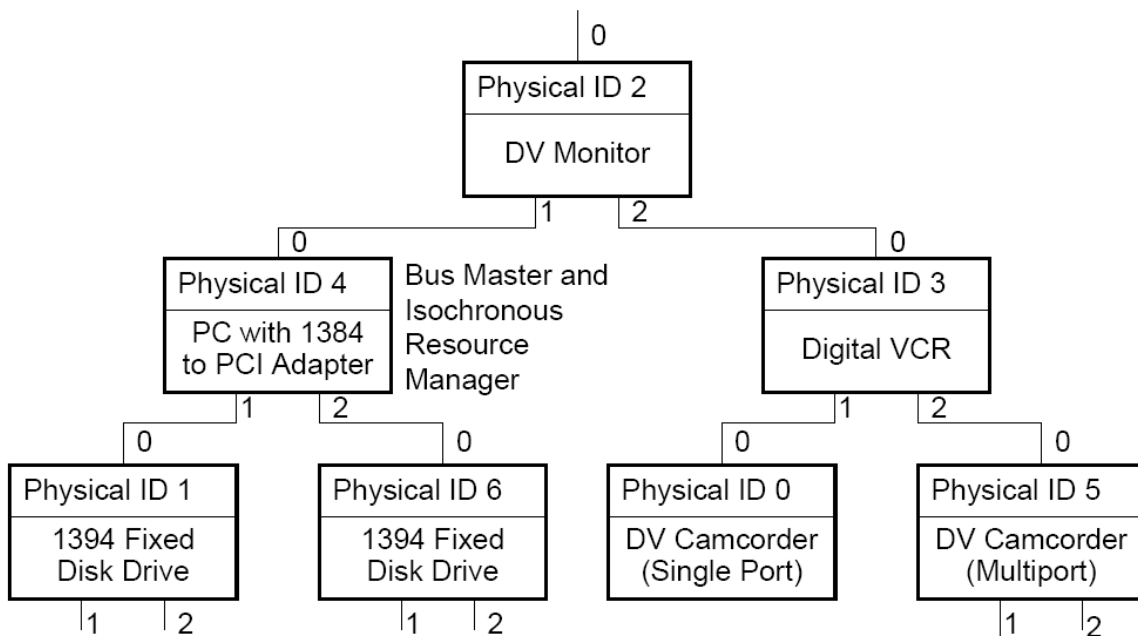 0
Physical ID 2
DV Monitor
1
2
0
0
Physical ID 4
PC with 1384
to PCI Adapter
Bus Master and
Isochronous
Resource
Manager
Physical ID 3
Digital VCR
1
2
1
2
0
0
0
0
Physical ID 1
1394 Fixed
Disk Drive
Physical ID 6
1394 Fixed
Disk Drive
Physical ID 0
DV Camcorder
(Single Port)
Physical ID 5
DV Camcorder
(Multiport)
1
2
1
2
1
2